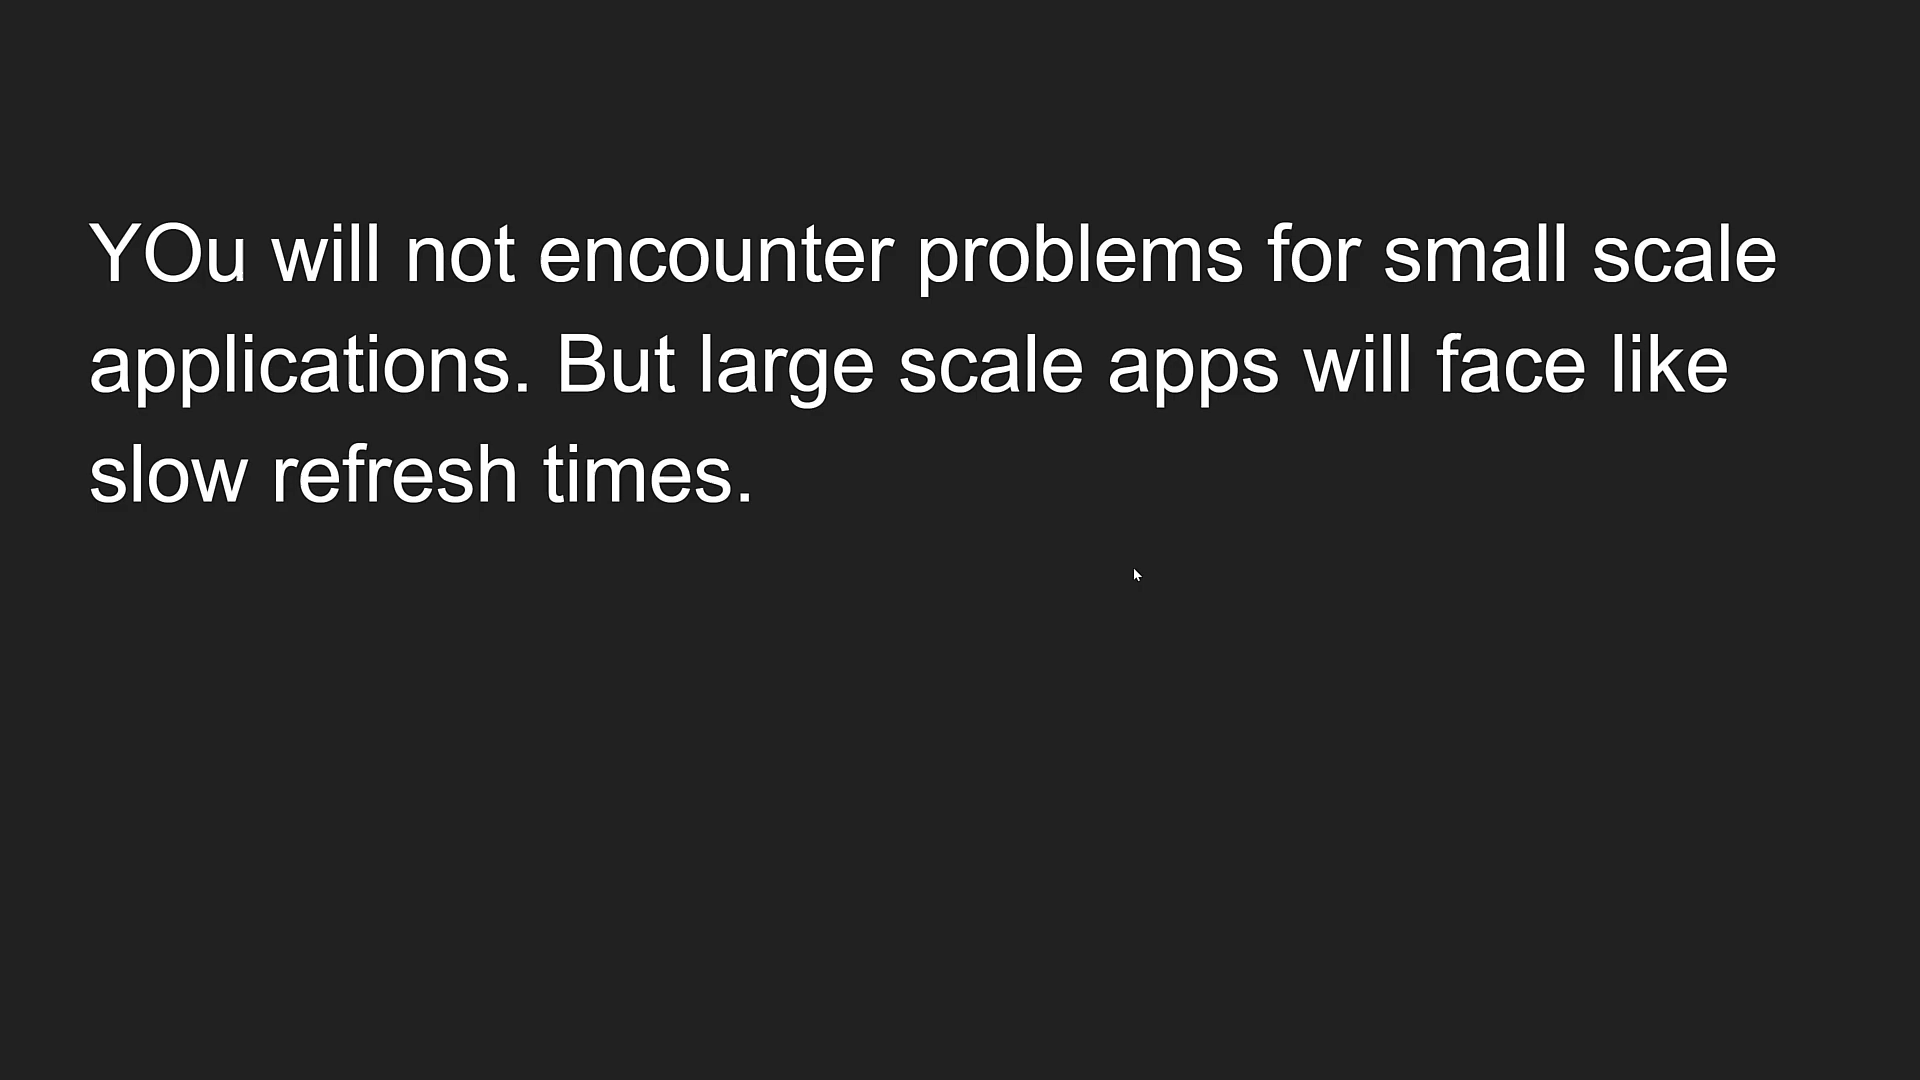 YOu will not encounter problems for small scale
applications. But large scale apps will face like
slow refresh times.